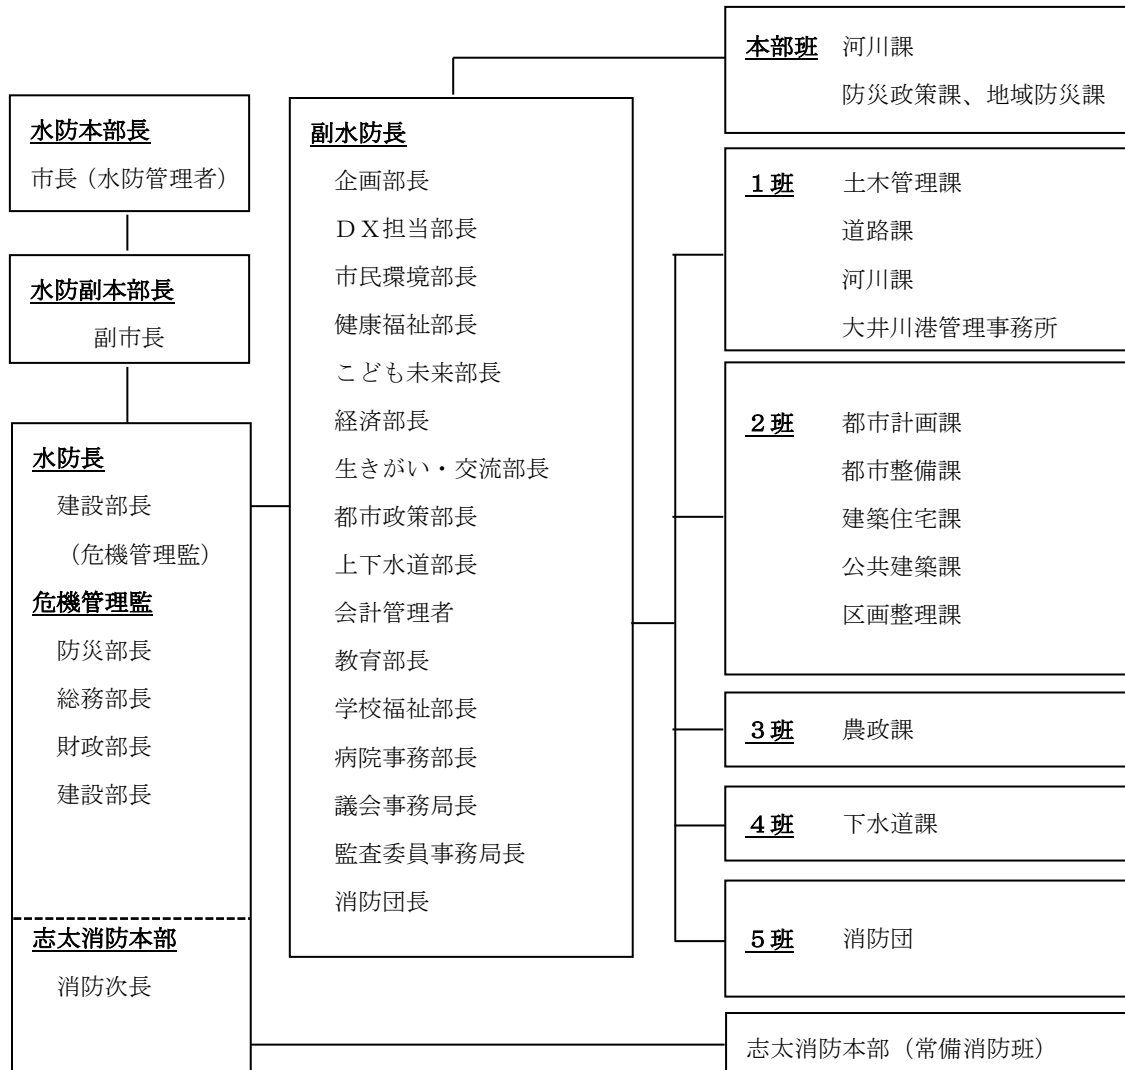 水防本部長
市長（水防管理者）
水防副本部長
副市長
水防長
建設部長
（危機管理監）
危機管理監
防災部長
総務部長
財政部長
建設部長
志太消防本部
消防次長
副水防長
企画部長
ＤＸ担当部長
市民環境部長
健康福祉部長
こども未来部長
経済部長
生きがい・交流部長
都市政策部長
上下水道部長
会計管理者
教育部長
学校福祉部長
病院事務部長
議会事務局長
監査委員事務局長
消防団長
本部班　河川課
防災政策課、地域防災課
１班　土木管理課
道路課
河川課
大井川港管理事務所
２班　都市計画課
都市整備課
建築住宅課
公共建築課
区画整理課
３班　農政課
４班　下水道課
５班　消防団
志太消防本部（常備消防班）